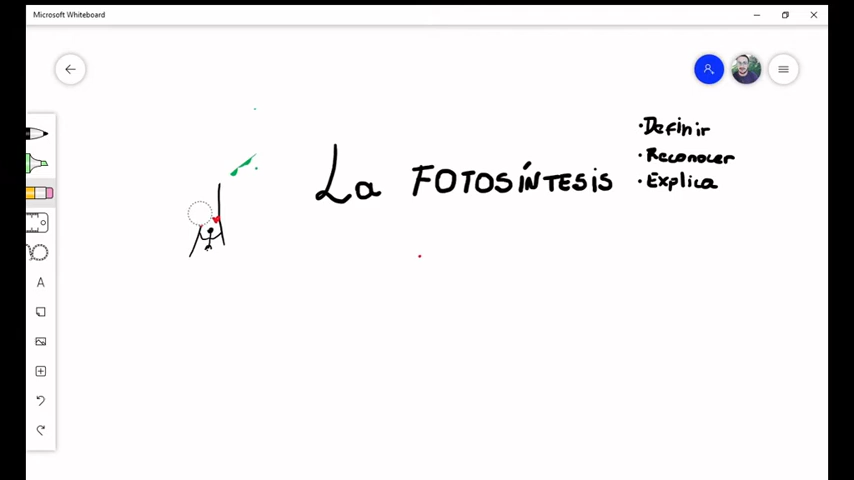 Microsoft Whiteboard
La FOTOSÍNTESIS
·Definir
·Reconocer
·Explica
A